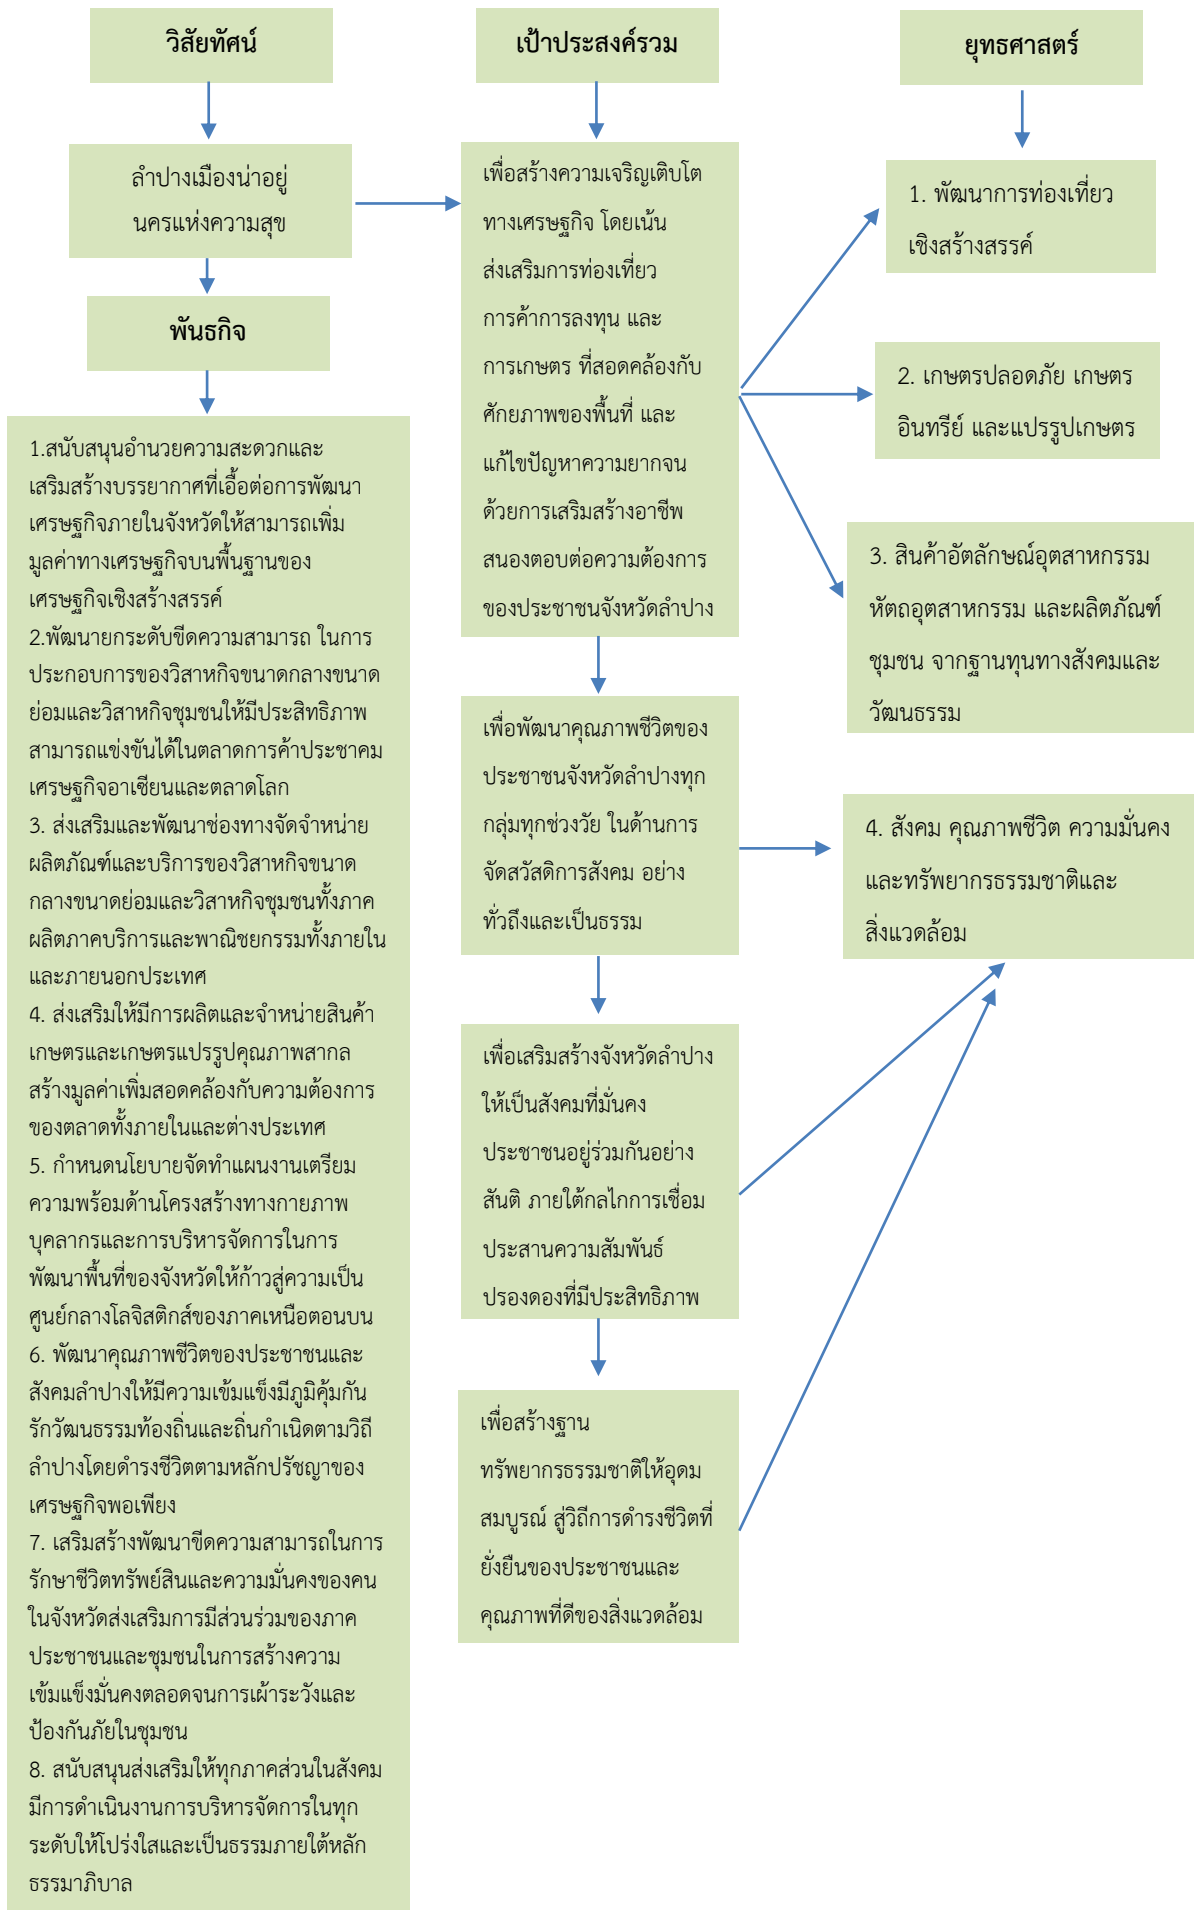 วิสัยทัศน์
ลำปางเมืองน่าอยู่
นครแห่งความสุข
พันธกิจ
1.สนับสนุนอำนวยความสะดวกและ
เสริมสร้างบรรยากาศที่เอื้อต่อการพัฒนา
เศรษฐกิจภายในจังหวัดให้สามารถเพิ่ม
มูลค่าทางเศรษฐกิจบนพื้นฐานของ
เศรษฐกิจเชิงสร้างสรรค์
2.พัฒนายกระดับขีดความสามารถ ในการ
ประกอบการของวิสาหกิจขนาดกลางขนาด
ย่อมและวิสาหกิจชุมชนให้มีประสิทธิภาพ
สามารถแข่งขันได้ในตลาดการค้าประชาคม
เศรษฐกิจอาเซียนและตลาดโลก
3. ส่งเสริมและพัฒนาช่องทางจัดจำหน่าย
ผลิตภัณฑ์และบริการของวิสาหกิจขนาด
กลางขนาดย่อมและวิสาหกิจชุมชนทั้งภาค
ผลิตภาคบริการและพาณิชยกรรมทั้งภายใน
และภายนอกประเทศ
4. ส่งเสริมให้มีการผลิตและจำหน่ายสินค้า
เกษตรและเกษตรแปรรูปคุณภาพสากล
สร้างมูลค่าเพิ่มสอดคล้องกับความต้องการ
ของตลาดทั้งภายในและต่างประเทศ
5. กำหนดนโยบายจัดทำแผนงานเตรียม
ความพร้อมด้านโครงสร้างทางกายภาพ
บุคลากรและการบริหารจัดการในการ
พัฒนาพื้นที่ของจังหวัดให้ก้าวสู่ความเป็น
ศูนย์กลางโลจิสติกส์ของภาคเหนือตอนบน
6. พัฒนาคุณภาพชีวิตของประชาชนและ
สังคมลำปางให้มีความเข้มแข็งมีภูมิคุ้มกัน
รักวัฒนธรรมท้องถิ่นและถิ่นกำเนิดตามวิถี
ลำปางโดยดำรงชีวิตตามหลักปรัชญาของ
เศรษฐกิจพอเพียง
7. เสริมสร้างพัฒนาขีดความสามารถในการ
รักษาชีวิตทรัพย์สินและความมั่นคงของคน
ในจังหวัดส่งเสริมการมีส่วนร่วมของภาค
ประชาชนและชุมชนในการสร้างความ
เข้มแข็งมั่นคงตลอดจนการเฝ้าระวังและ
ป้องกันภัยในชุมชน
8. สนับสนุนส่งเสริมให้ทุกภาคส่วนในสังคม
มีการดำเนินงานการบริหารจัดการในทุก
ระดับให้โปร่งใสและเป็นธรรมภายใต้หลัก
ธรรมาภิบาล
เป้าประสงค์รวม
เพื่อสร้างความเจริญเติบโต
ทางเศรษฐกิจ โดยเน้น
ส่งเสริมการท่องเที่ยว
การค้าการลงทุน และ
การเกษตร ที่สอดคล้องกับ
ศักยภาพของพื้นที่ และ
แก้ไขปัญหาความยากจน
ด้วยการเสริมสร้างอาชีพ
สนองตอบต่อความต้องการ
ของประชาชนจังหวัดลำปาง
เพื่อพัฒนาคุณภาพชีวิตของ
ประชาชนจังหวัดลำปางทุก
กลุ่มทุกช่วงวัย ในด้านการ
จัดสวัสดิการสังคม อย่าง
ทั่วถึงและเป็นธรรม
เพื่อเสริมสร้างจังหวัดลำปาง
ให้เป็นสังคมที่มั่นคง
ประชาชนอยู่ร่วมกันอย่าง
สันติ ภายใต้กลไกการเชื่อม
ประสานความสัมพันธ์
ปรองดองที่มีประสิทธิภาพ
เพื่อสร้างฐาน
ทรัพยากรธรรมชาติให้อุดม
สมบูรณ์ สู่วิถีการดำรงชีวิตที่
ยั่งยืนของประชาชนและ
คุณภาพที่ดีของสิ่งแวดล้อม
ยุทธศาสตร์
1. พัฒนาการท่องเที่ยว
เชิงสร้างสรรค์
2. เกษตรปลอดภัย เกษตร
อินทรีย์ และแปรรูปเกษตร
3. สินค้าอัตลักษณ์อุตสาหกรรม
หัตถอุตสาหกรรม และผลิตภัณฑ์
ชุมชน จากฐานทุนทางสังคมและ
วัฒนธรรม
4. สังคม คุณภาพชีวิต ความมั่นคง
และทรัพยากรธรรมชาติและ
สิ่งแวดล้อม